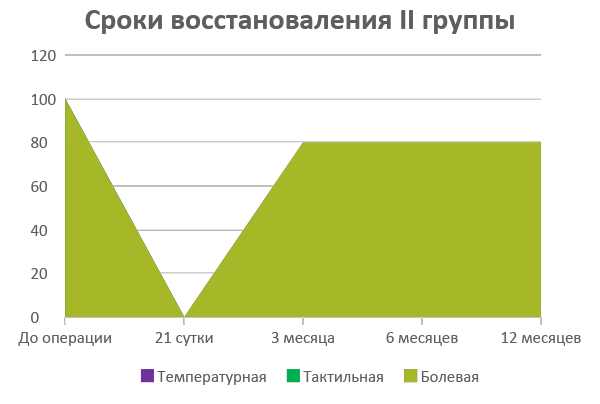 Сроки восстановаления II группы
120
100
80
60
40
20
0
До операции 21 сутки 3 месяца 6 месяцев 12 месяцев
Температурная Тактильная Болевая